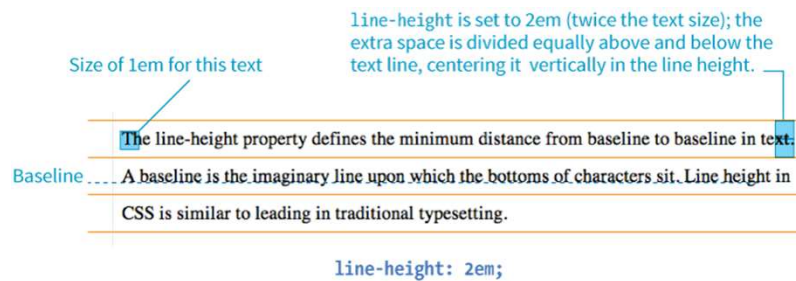 line-height is set to 2em (twice the text size); the
extra space is divided equally above and below the
text line, centering it vertically in the line height.
Size of 1em for this text
The line-height property defines the minimum distance from baseline to baseline in text.
Baseline
A baseline is the imaginary line upon which the bottoms of characters sit. Line height in
CSS is similar to leading in traditional typesetting.
line-height: 2em;